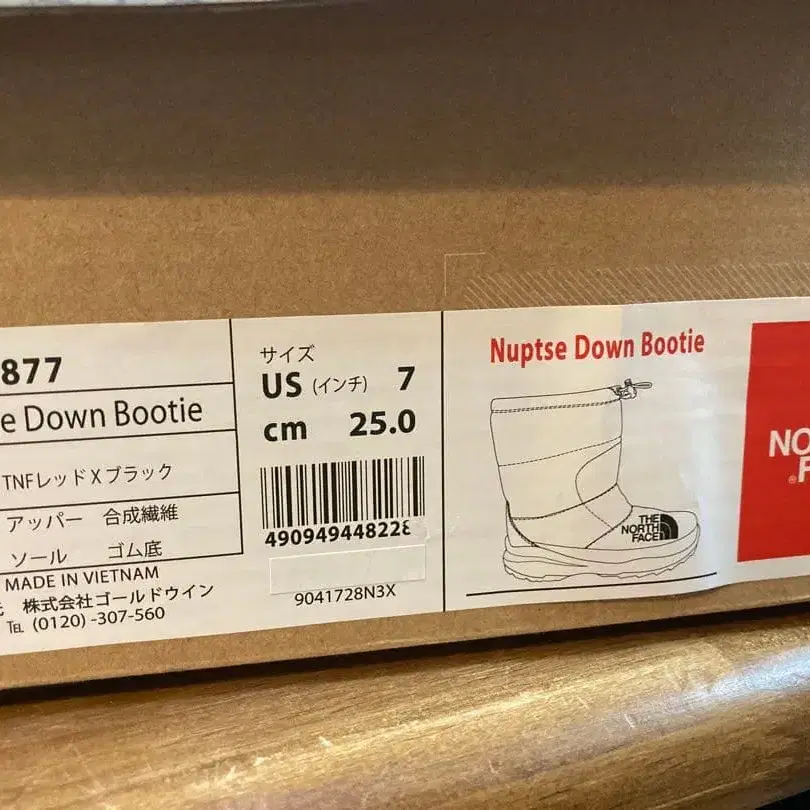 877
e Down Bootie
TNFレッド X ブラック
アッパー 合成繊維
ソール ゴム底
MADE IN VIETNAM
株式会社ゴールドウイン
TEL (0120) -307-560
サイズ
US (インチ) 7
cm 25.0
490949448228
9041728N3X
Nuptse Down Bootie
THE
NORTH
FACE
NO
F